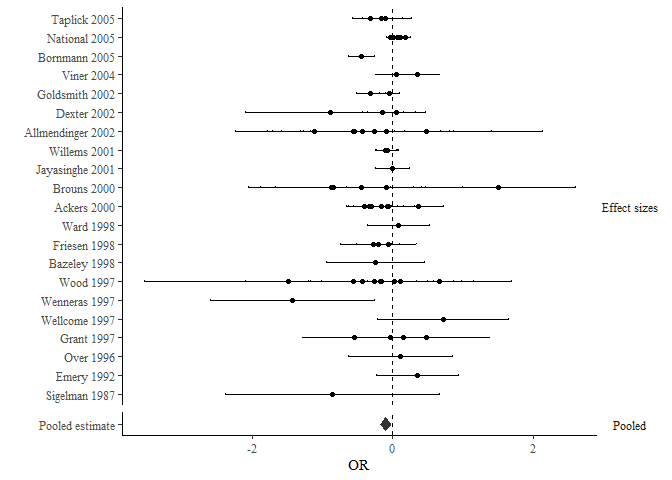 Taplick 2005
National 2005
Bornmann 2005
Viner 2004
Goldsmith 2002
Dexter 2002
Allmendinger 2002
Willems 2001
Jayasinghe 2001
Brouns 2000
Ackers 2000
Effect sizes
Ward 1998
Friesen 1998
Bazeley 1998
Wood 1997
Wenneras 1997
Wellcome 1997
Grant 1997
Over 1996
Emery 1992
Sigelman 1987
Pooled estimate
Pooled
-2 0 2
OR